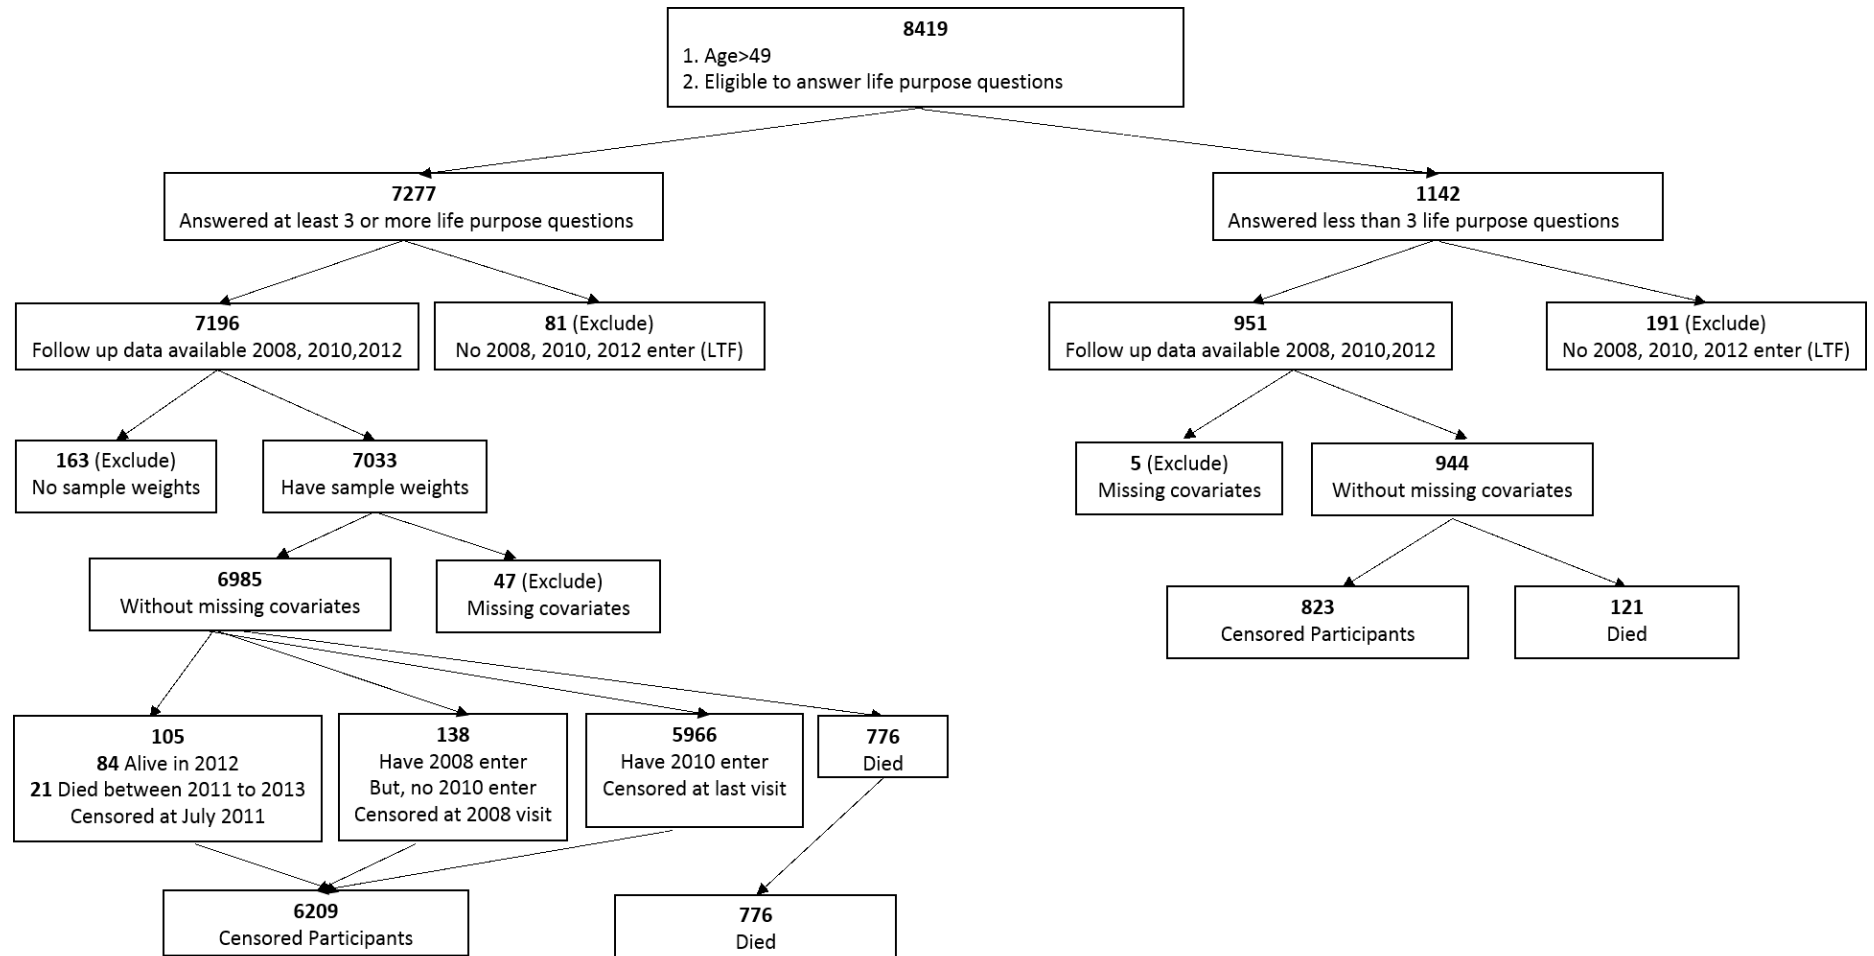 8419
1. Age>49
2. Eligible to answer life purpose questions
7277
Answered at least 3 or more life purpose questions
1142
Answered less than 3 life purpose questions
7196
Follow up data available 2008, 2010,2012
81 (Exclude)
No 2008, 2010, 2012 enter (LTF)
951
Follow up data available 2008, 2010,2012
191 (Exclude)
No 2008, 2010, 2012 enter (LTF)
163 (Exclude)
No sample weights
7033
Have sample weights
5 (Exclude)
Missing covariates
944
Without missing covariates
6985
Without missing covariates
47 (Exclude)
Missing covariates
823
Censored Participants
121
Died
105
84 Alive in 2012
21 Died between 2011 to 2013
Censored at July 2011
138
Have 2008 enter
But, no 2010 enter
Censored at 2008 visit
5966
Have 2010 enter
Censored at last visit
776
Died
6209
Censored Participants
776
Died